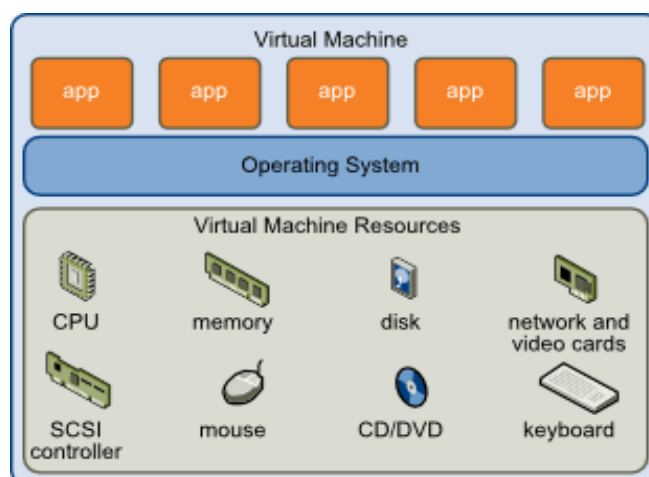 Virtual Machine
app app app app app
Operating System
Virtual Machine Resources
CPU memory disk network and
video cards
SCSI mouse CD/DVD keyboard
controller